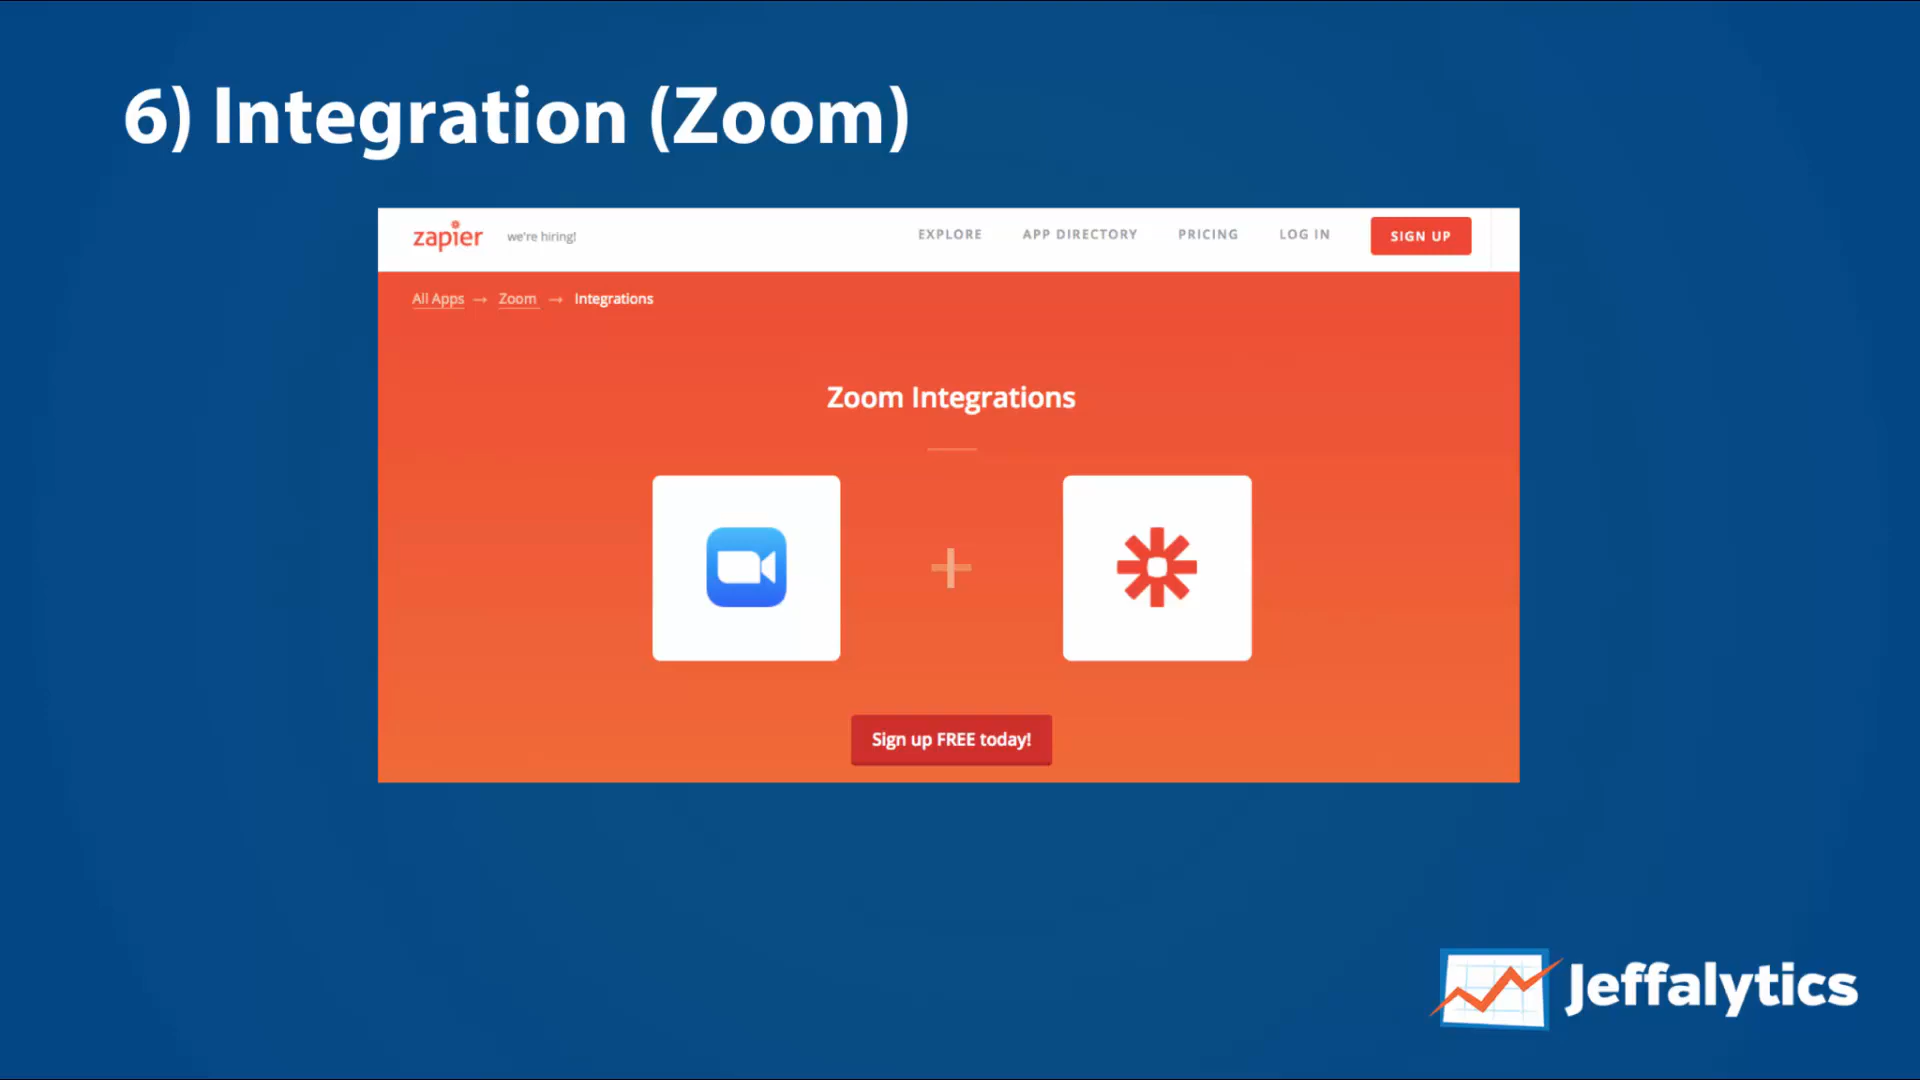 6) Integration (Zoom)
zapier we're hiring! EXPLORE APP DIRECTORY PRICING LOG IN SIGN UP
All Apps → Zoom → Integrations
Zoom Integrations
+
Sign up FREE today!
Jeffalytics